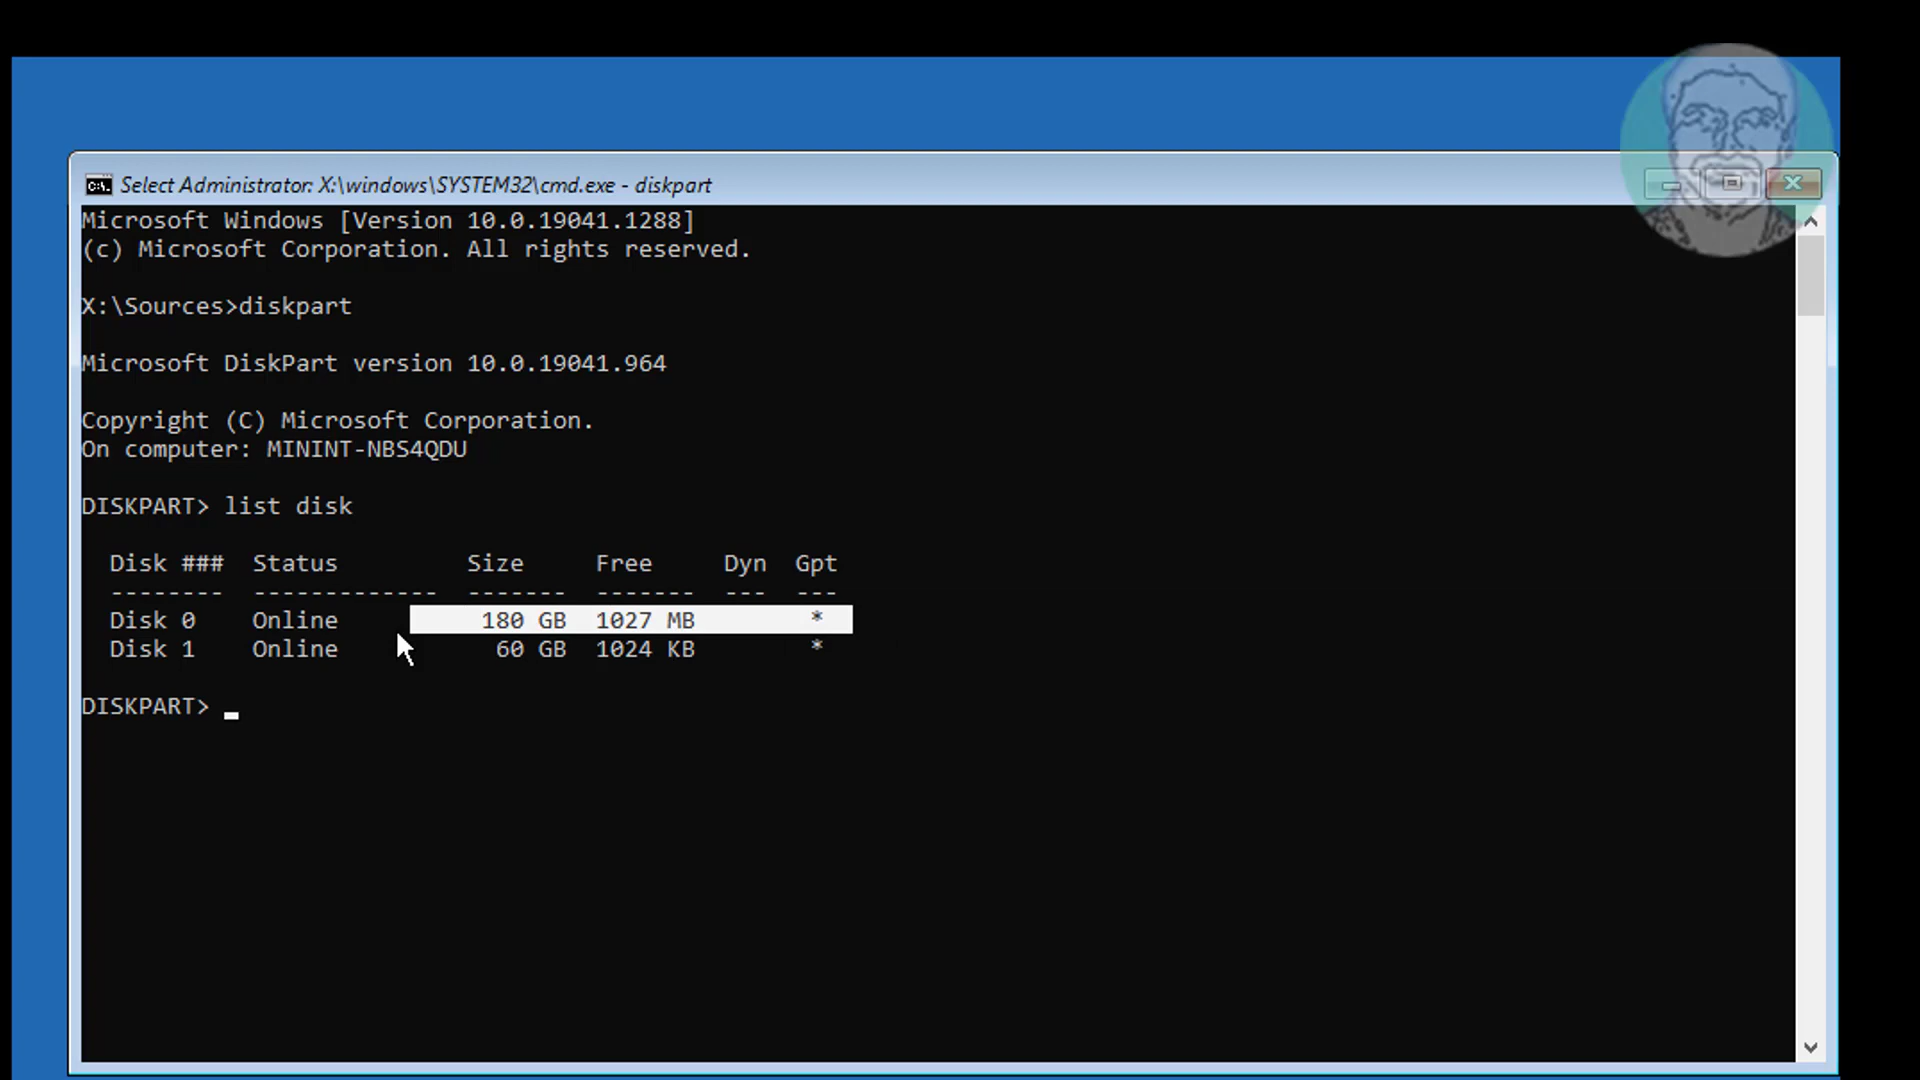 Select Administrator: X:\windows\SYSTEM32\cmd.exe - diskpart
Microsoft Windows [Version 10.0.19041.1288]
(c) Microsoft Corporation. All rights reserved.
X:\Sources>diskpart
Microsoft DiskPart version 10.0.19041.964
Copyright (C) Microsoft Corporation.
On computer: MININT-NBS4QDU
DISKPART> list disk
Disk ###  Status         Size     Free     Dyn  Gpt
--------  -------------  -------  -------  ---  ---
Disk 0    Online          180 GB  1027 MB        *
Disk 1    Online           60 GB  1024 KB        *
DISKPART> _